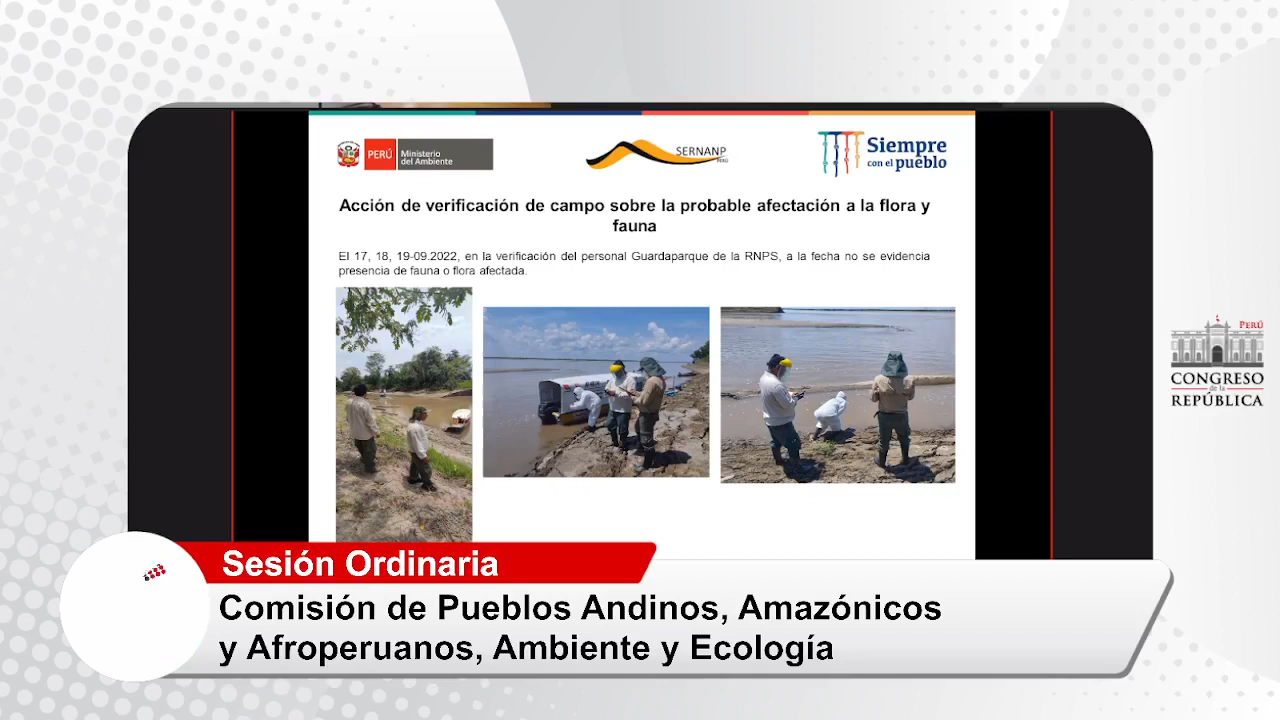 PERÚ
Ministerio
del Ambiente
SERNANP
PERÚ
Siempre
con el pueblo
Acción de verificación de campo sobre la probable afectación a la flora y
fauna
El 17, 18, 19-09.2022, en la verificación del personal Guardaparque de la RNPS, a la fecha no se evidencia
presencia de fauna o flora afectada.
PERÚ
CONGRESO
de la
REPÚBLICA
Sesión Ordinaria
Comisión de Pueblos Andinos, Amazónicos
y Afroperuanos, Ambiente y Ecología